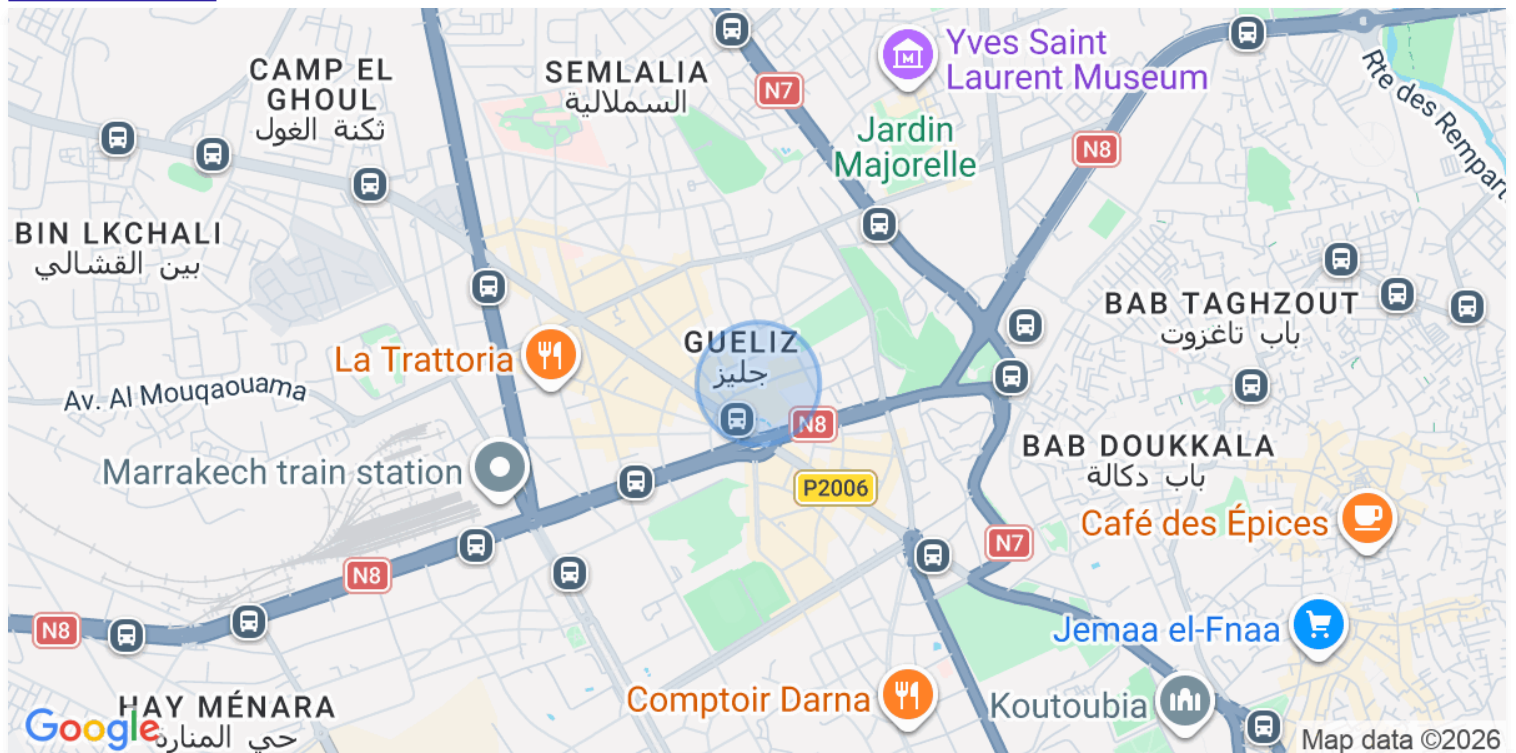 Yves Saint
Laurent Museum
CAMP EL
GHOUL
ثكنة الغول
SEMLALIA
السملالية
N7
Rte des Rempart
Jardin
Majorelle
N8
BIN LKCHALI
بين القشالي
BAB TAGHZOUT
باب تاغزوت
GUELIZ
جليز
La Trattoria
Av. Al Mouqaouama
N8
BAB DOUKKALA
باب دكالة
Marrakech train station
P2006
Café des Épices
N7
N8
N8
Jemaa el-Fnaa
Comptoir Darna
Koutoubia
HAY MÉNARA
حي المنارة
Google
Map data ©2026